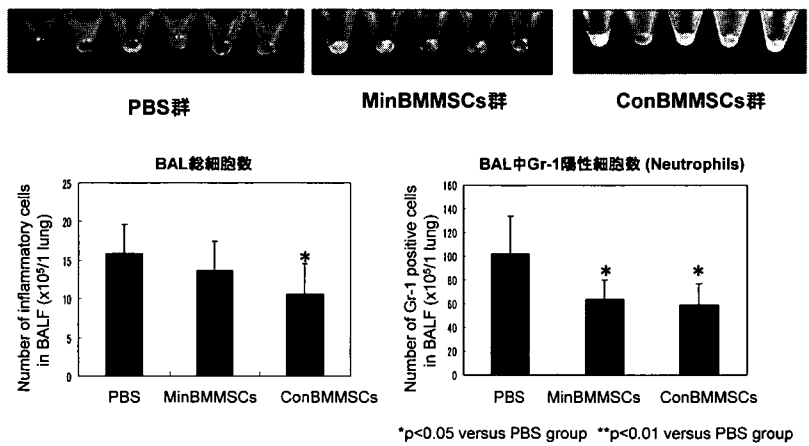 PBS群
MinBMMSCs群
ConBMMSCs群
BAL総細胞数
Number of inflammatory cells
in BALF (x10⁵/1 lung)
25
20
15
10
5
0
*
PBS
MinBMMSCs
ConBMMSCs
BAL中Gr-1陽性細胞数 (Neutrophils)
Number of Gr-1 positive cells
in BALF (x10⁵/1 lung)
160
140
120
100
80
60
40
20
0
*
*
PBS
MinBMMSCs
ConBMMSCs
*p<0.05 versus PBS group **p<0.01 versus PBS group